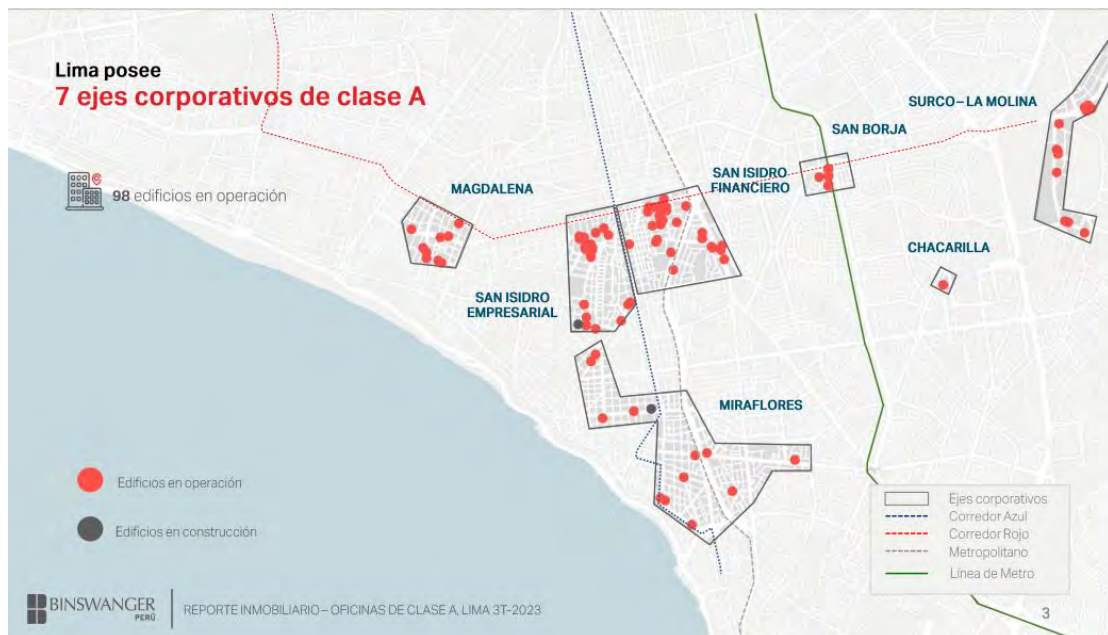 Lima posee
7 ejes corporativos de clase A
98 edificios en operación
SURCO – LA MOLINA
SAN BORJA
SAN ISIDRO
FINANCIERO
MAGDALENA
CHACARILLA
SAN ISIDRO
EMPRESARIAL
MIRAFLORES
Edificios en operación
Edificios en construcción
Ejes corporativos
Corredor Azul
Corredor Rojo
Metropolitano
Línea de Metro
BINSWANGER
PERÚ
REPORTE INMOBILIARIO – OFICINAS DE CLASE A, LIMA 3T-2023
3